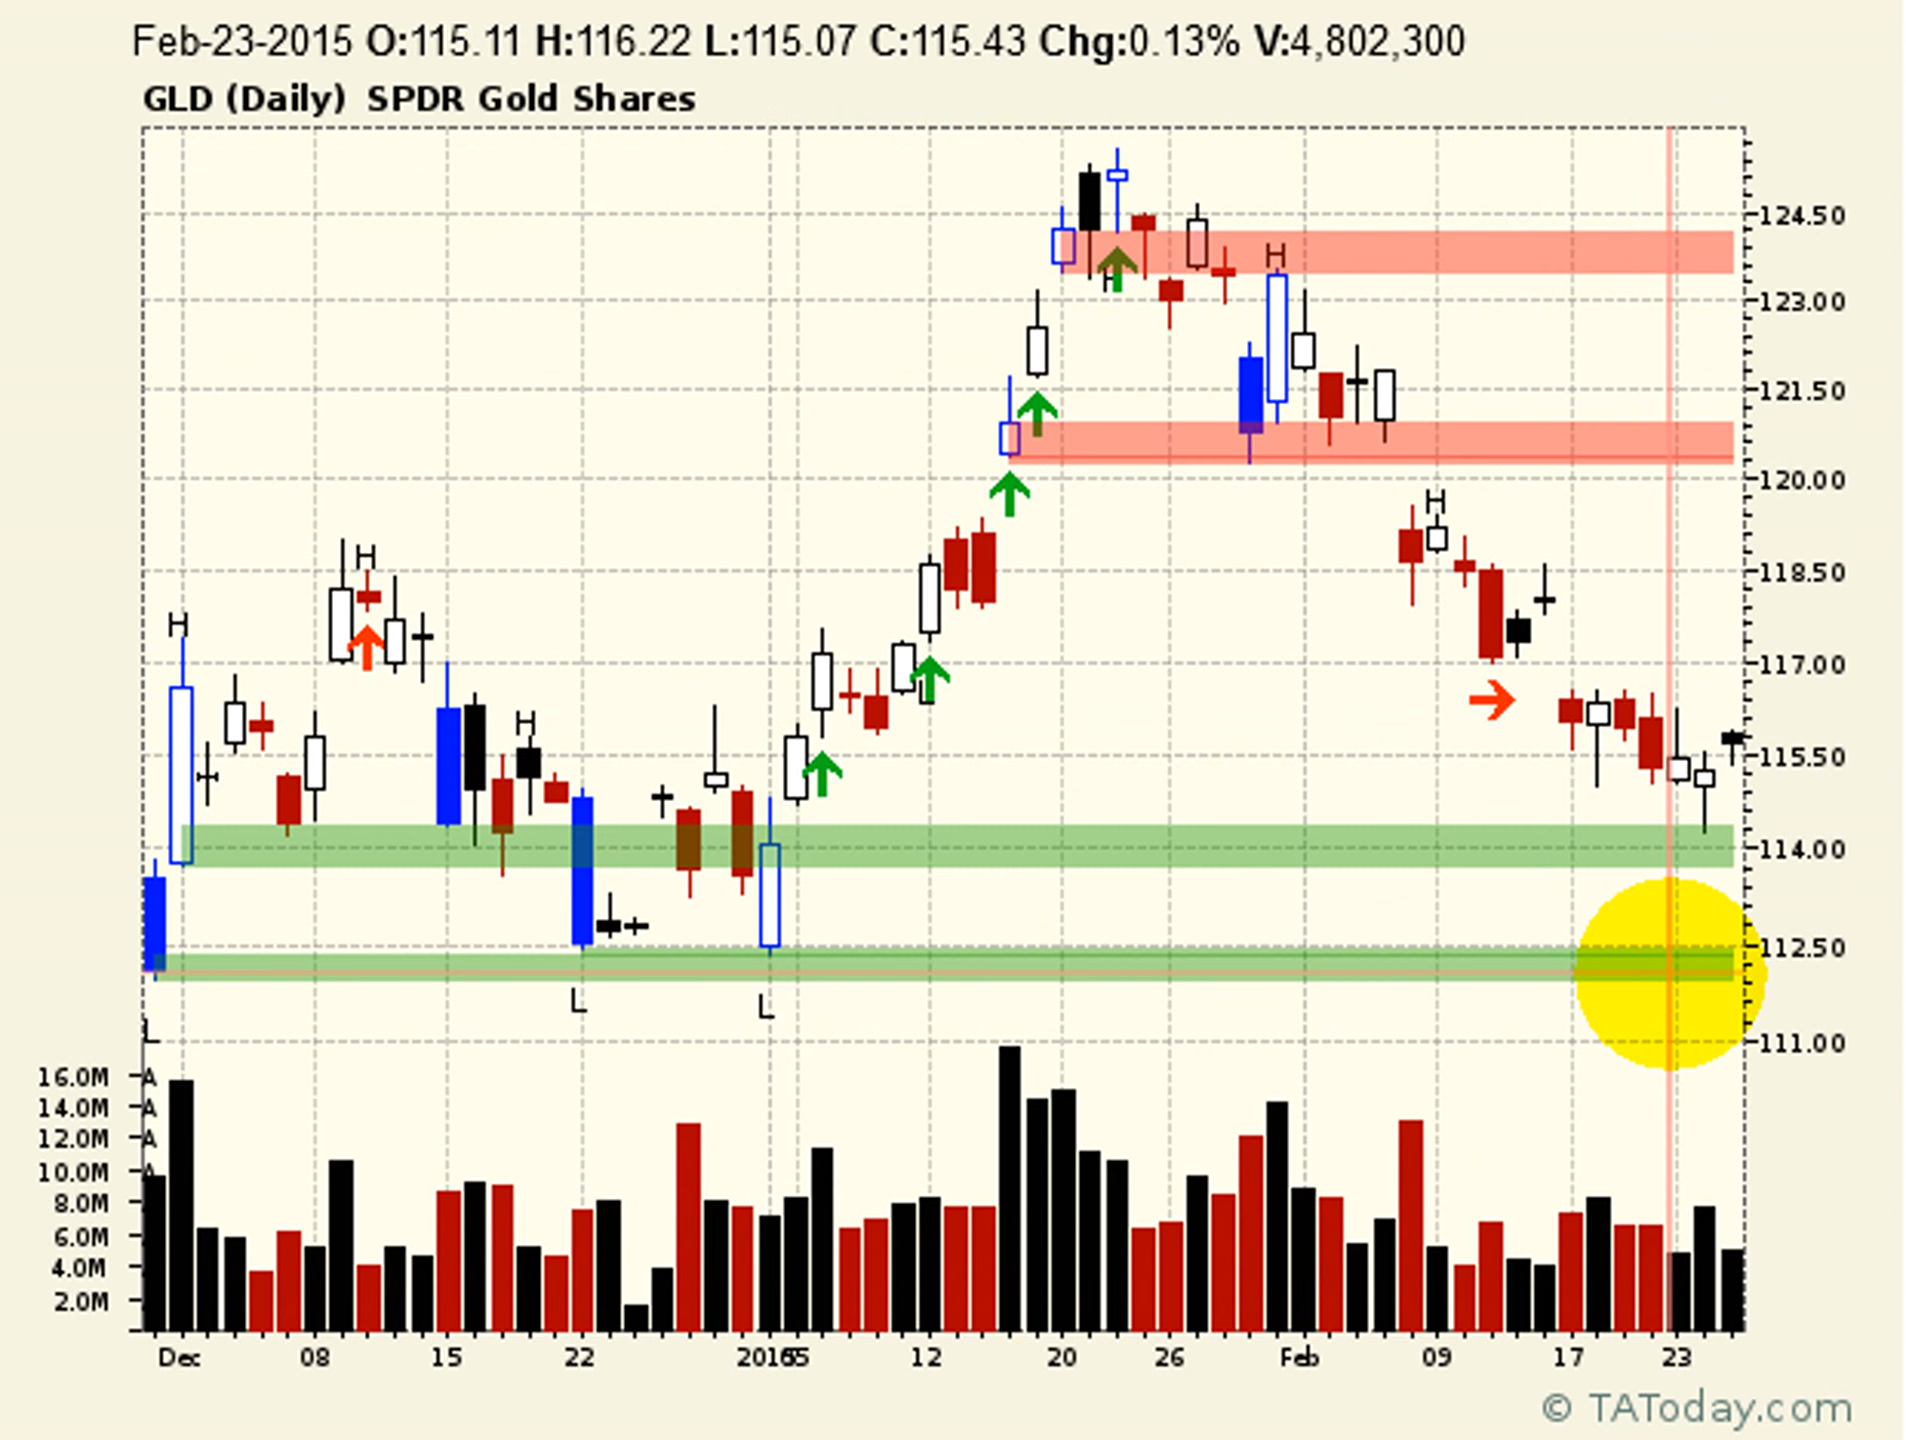 Feb-23-2015 O:115.11 H:116.22 L:115.07 C:115.43 Chg:0.13% V:4,802,300
GLD (Daily) SPDR Gold Shares
124.50
H
123.00
121.50
120.00
H
H
118.50
H
117.00
H
115.50
114.00
112.50
L
L
L
111.00
16.0M A
14.0M A
12.0M A
10.0M A
8.0M
6.0M
4.0M
2.0M
Dec 08 15 22 12 20 26 Feb 09 17 23
© TAToday.com